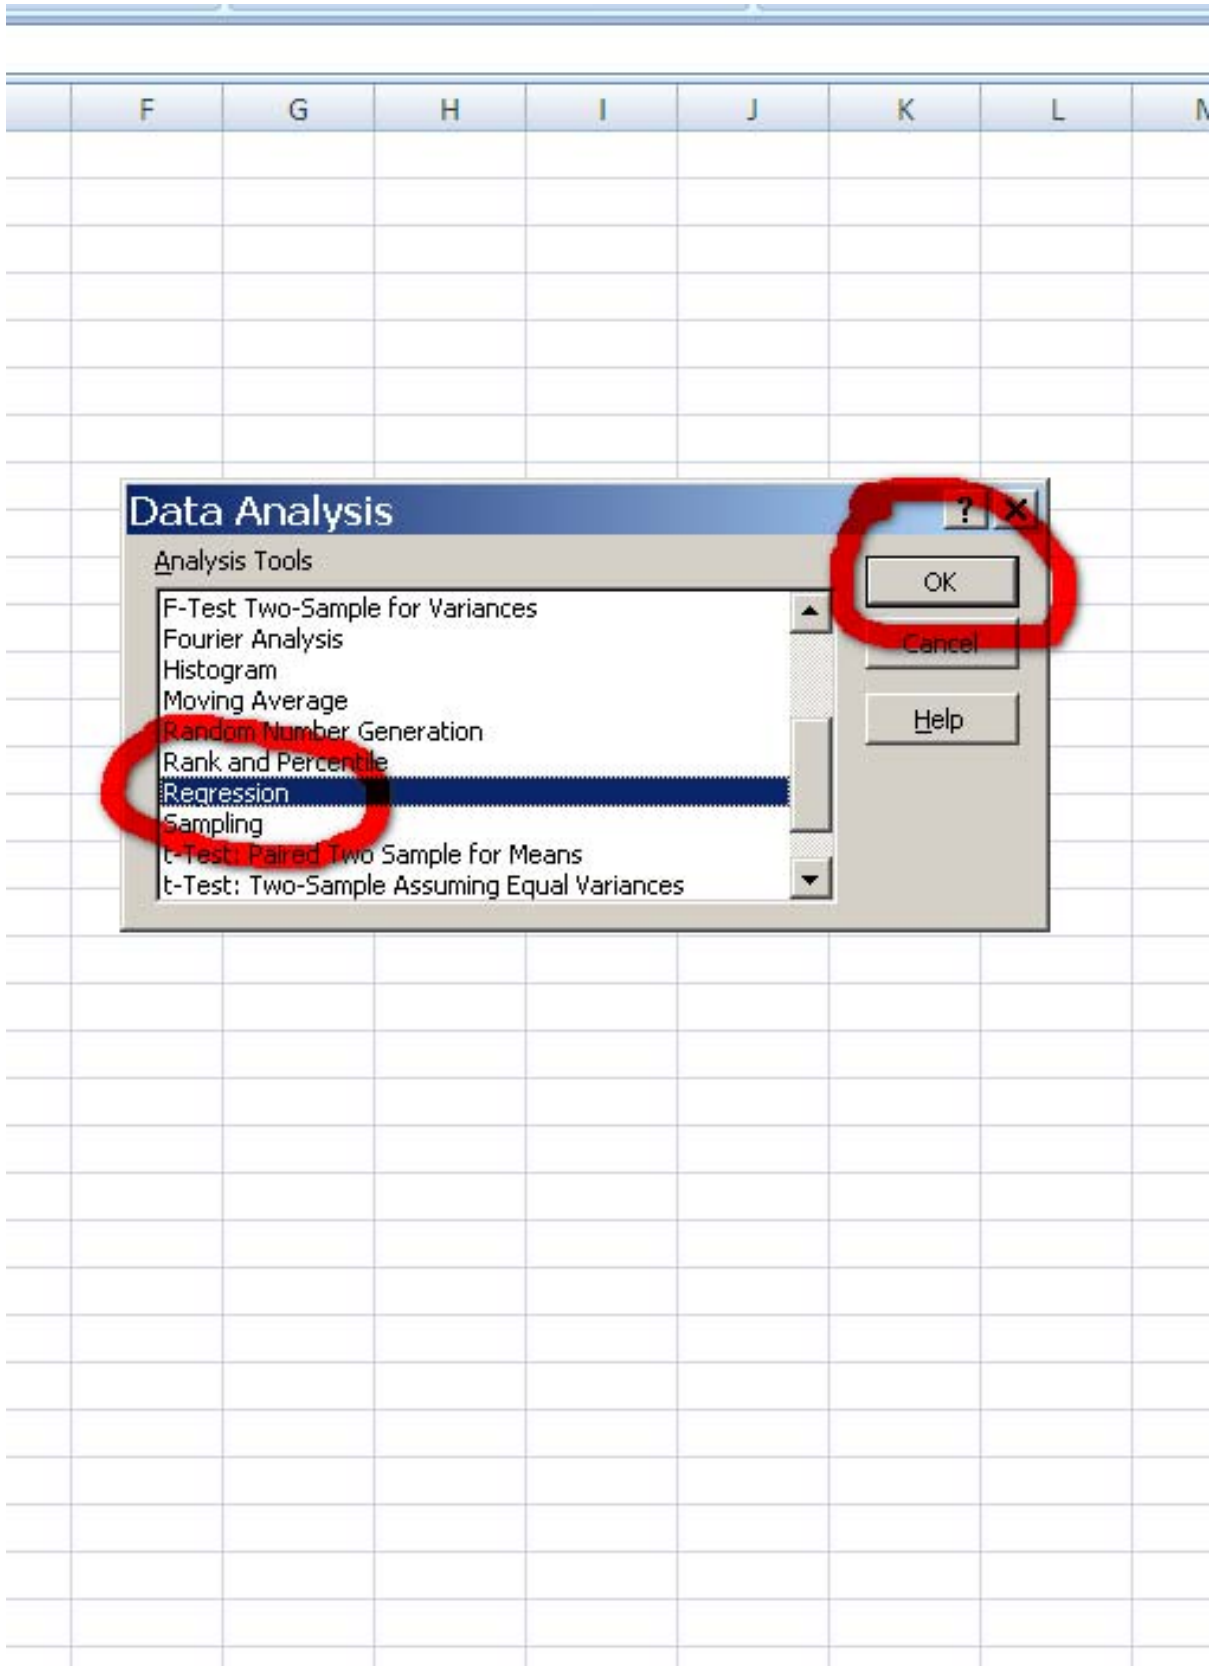 F G H I J K L
Data Analysis ? X
Analysis Tools
OK
F-Test Two-Sample for Variances
Fourier Analysis
Cancel
Histogram
Moving Average
Help
Random Number Generation
Rank and Percentile
Regression
Sampling
t-Test: Paired Two Sample for Means
t-Test: Two-Sample Assuming Equal Variances